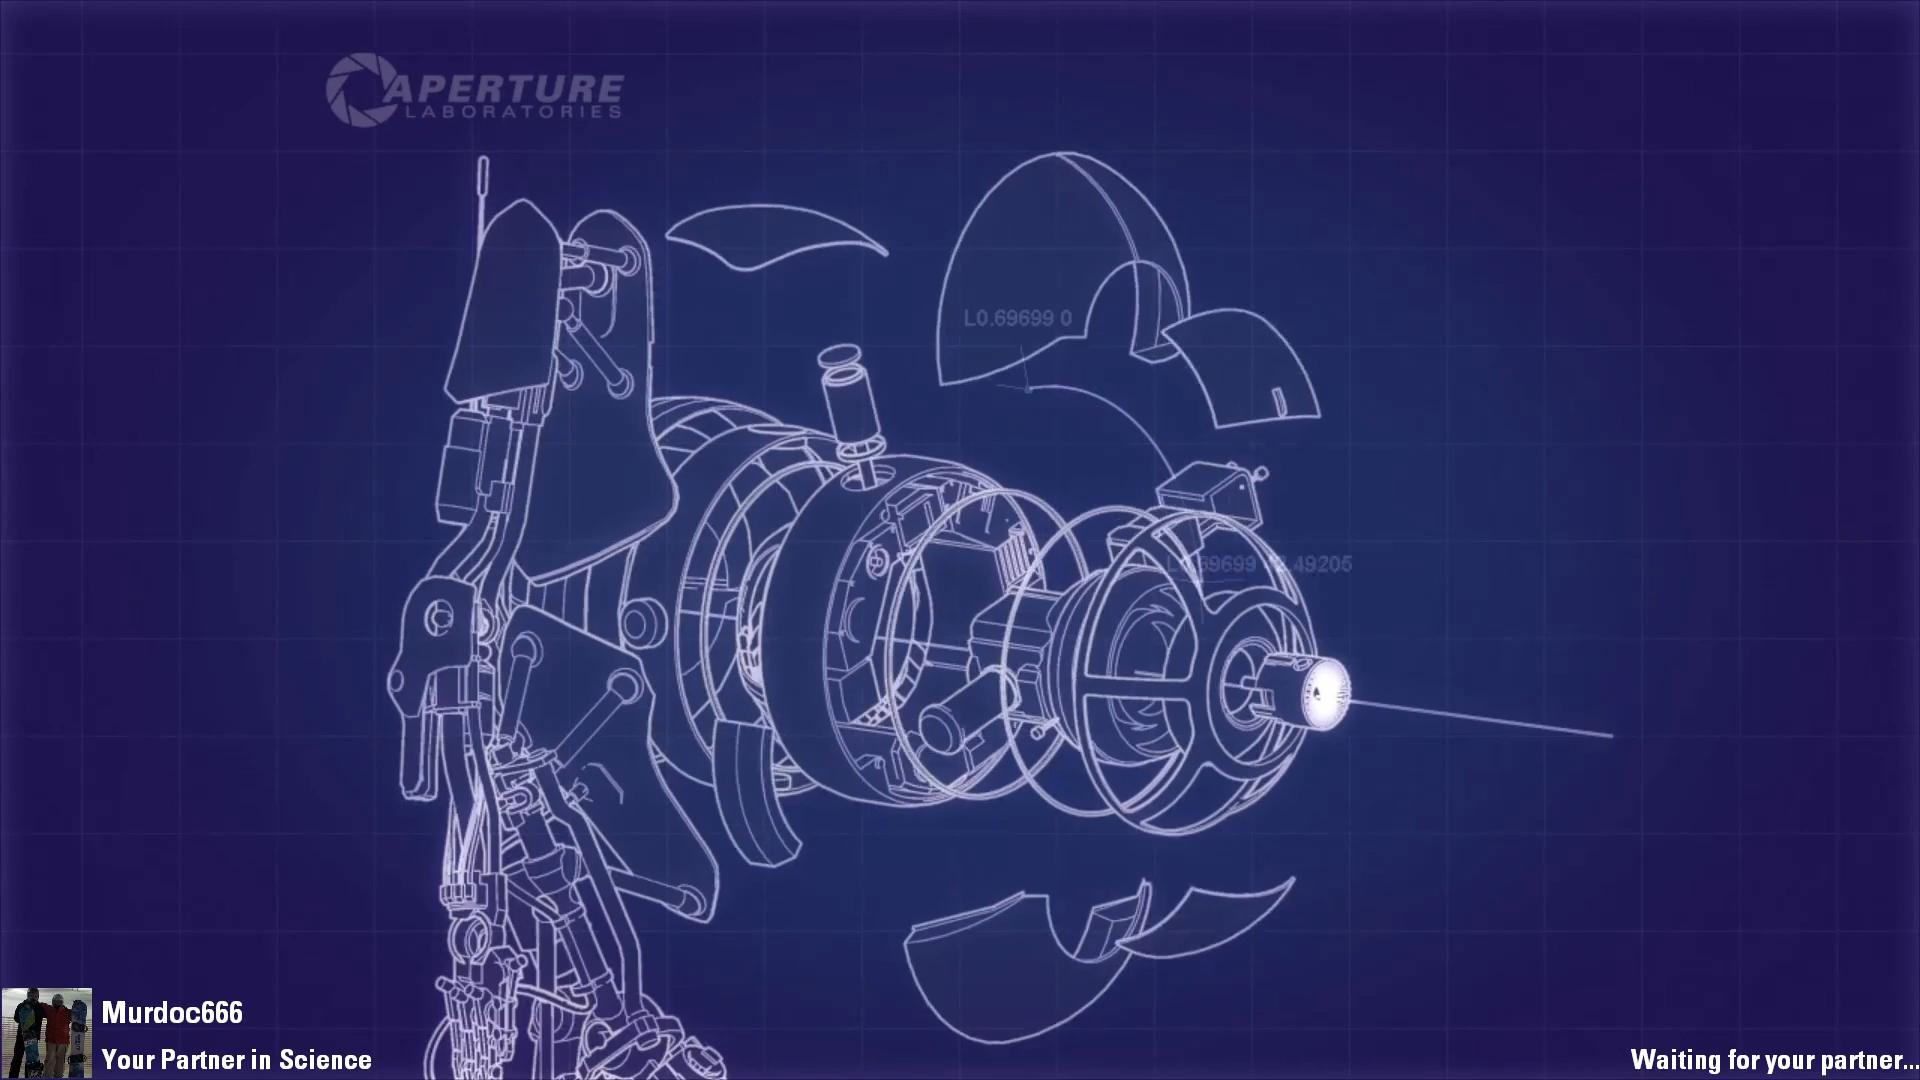 APERTURE
LABORATORIES
L0.69699 0
Murdoc666
Your Partner in Science
Waiting for your partner...